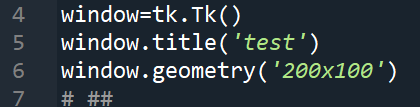 4 window=tk.Tk()
5 window.title('test')
6 window.geometry('200x100')
7 # ##